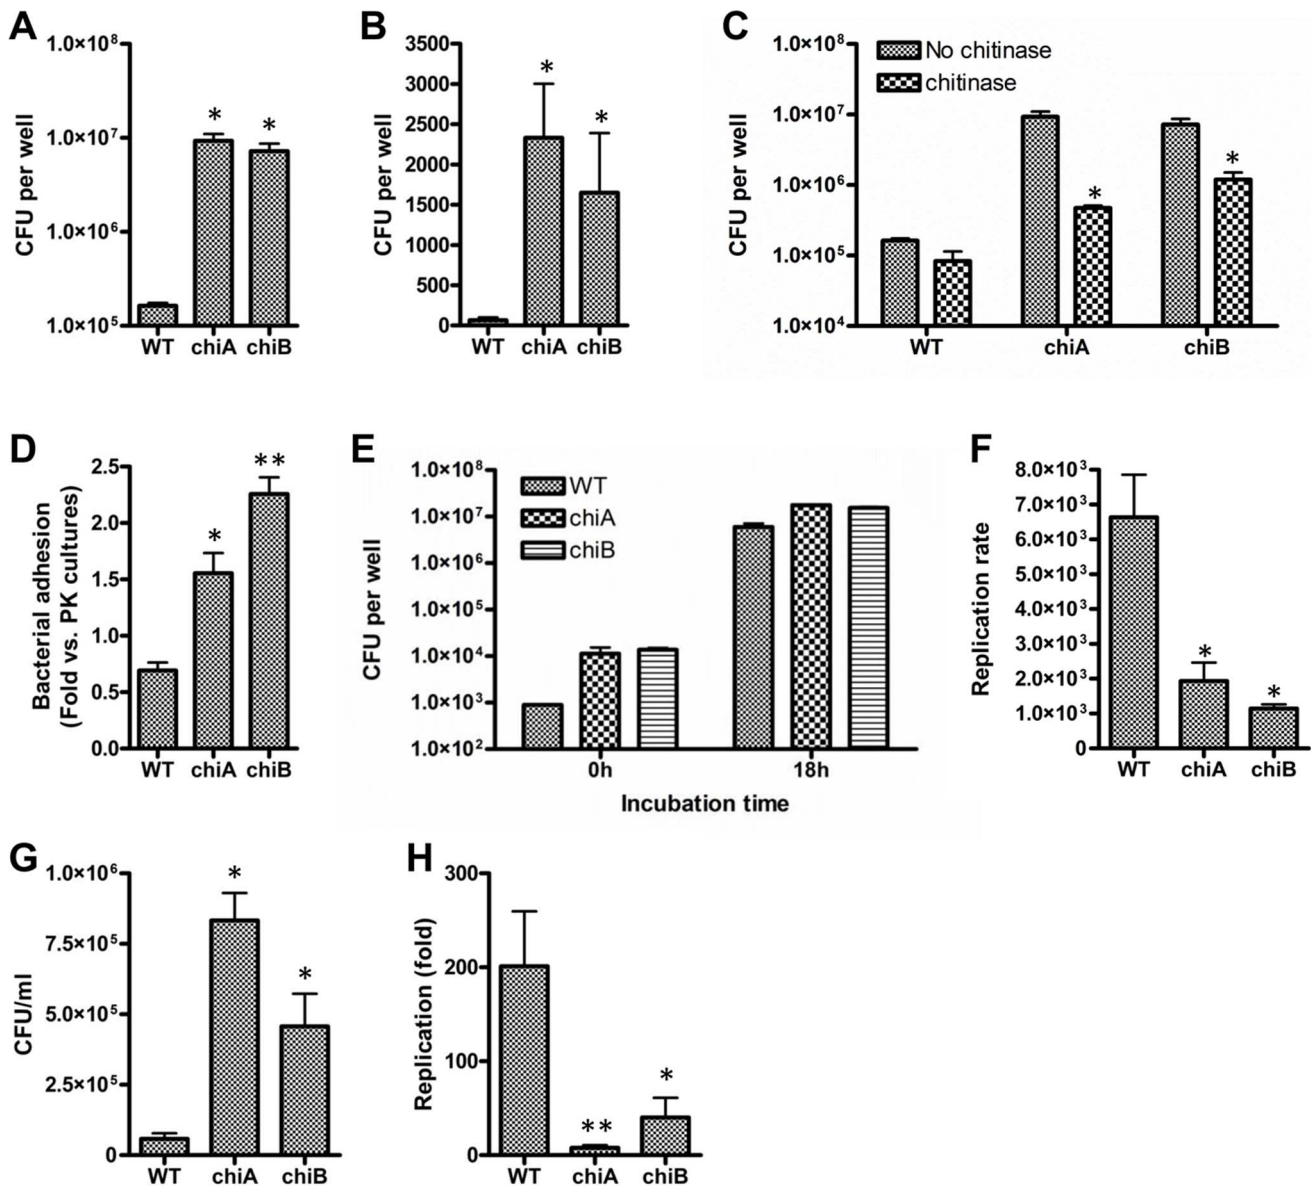 A
CFU per well
1.0×10⁸
1.0×10⁷
1.0×10⁶
1.0×10⁵
*
*
WT chiA chiB
B
CFU per well
3500
3000
2500
2000
1500
1000
500
0
*
*
WT chiA chiB
C
CFU per well
1.0×10⁸
1.0×10⁷
1.0×10⁶
1.0×10⁵
1.0×10⁴
No chitinase
chitinase
*
*
WT chiA chiB
D
Bacterial adhesion
(Fold vs. PK cultures)
2.5
2.0
1.5
1.0
0.5
0.0
*
**
WT chiA chiB
E
CFU per well
1.0×10⁸
1.0×10⁷
1.0×10⁶
1.0×10⁵
1.0×10⁴
1.0×10³
1.0×10²
WT
chiA
chiB
0h 18h
Incubation time
F
Replication rate
8.0×10³
7.0×10³
6.0×10³
5.0×10³
4.0×10³
3.0×10³
2.0×10³
1.0×10³
0
*
*
WT chiA chiB
G
CFU/ml
1.0×10⁶
7.5×10⁵
5.0×10⁵
2.5×10⁵
0
*
*
WT chiA chiB
H
Replication (fold)
300
200
100
0
**
*
WT chiA chiB